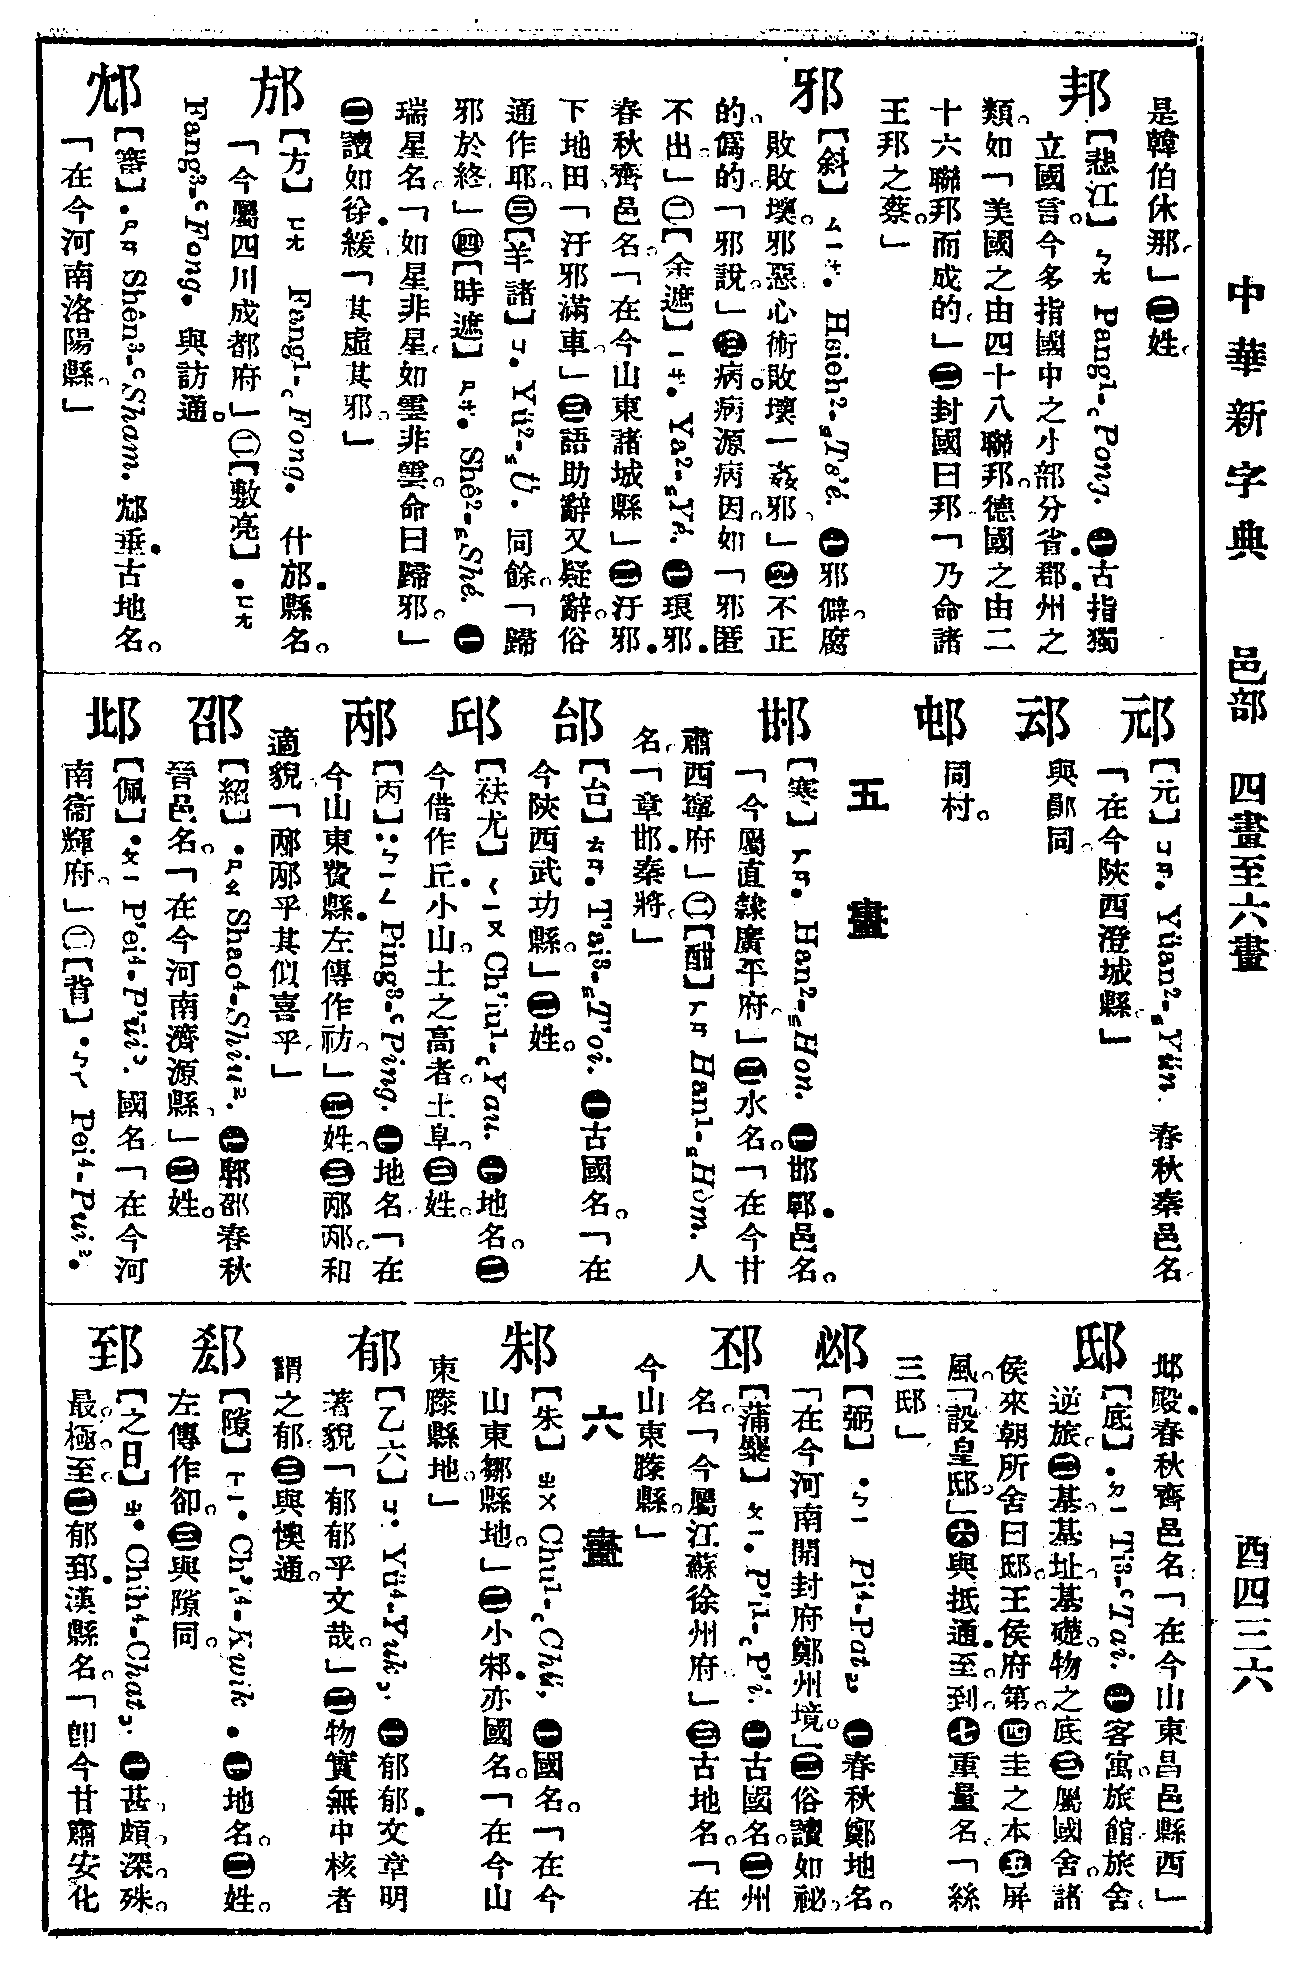 中華新字典　邑部　四畫至六畫　酉四三六
是韓伯休那。」㊁姓。
邦
【悲江】ㄅㄤ Pang¹-꜀Pong. ㊀古指獨
立國言。今多指國中之小部分省郡州之
類。如「美國之由四十八聯邦。德國之由二
十六聯邦而成的。」㊁封國曰邦「乃命諸
王邦之蔡。」
邪
【斜】ㄙㄧㄝ. Hsieh²-꜁Ts'é. ㊀邪僻。腐
敗。敗壞。邪惡。心術敗壞「姦邪。」㊁不正
的。僞的。「邪說。」㊂病。病源。病因。如「邪匿
不出。」㈡【余遮】ㄧㄝ. Ya²-꜁Yé. ㊀琅邪.
春秋齊邑名。「在今山東諸城縣」㊁汙邪.
下地田「汙邪滿車。」㊂語助辭。又疑辭。俗
通作耶。㊂【羊諸】ㄩ. Yü²-꜁Ü. 同餘。「歸
邪於終。」㊃【時遮】ㄕㄝ. Shê²-꜁Shé. ㊀
瑞星名。「如星非星。如雲非雲。命曰歸邪。」
㊁讀如徐.緩「其虛其邪。」
邡
【方】ㄈㄤ Fang¹-꜀Fong. 什邡.縣名。
「今屬四川成都府」㈡【敷亮】.ㄈㄤ
Fang³-꜂Fong. 與訪通。
邥
【審】.ㄕㄣ Shên³-꜂Sham. 邥垂.古地名。
「在今河南洛陽縣。」
邧
【元】ㄩㄢ. Yüan²-꜁Yün. 春秋秦邑名。
「在今陝西澄城縣。」
䢵
與鄖同。
邨
同村。
五畫
邯
【寒】ㄏㄢ. Han²-꜁Hon. ㊀邯鄲.邑名。
「今屬直隸廣平府。」㊁水名。「在今甘
肅西寧府」㈡【酣】ㄏㄢ Han¹-꜁Hòm. 人
名。「章邯.秦將。」
邰
【台】ㄊㄞ. T'ai³-꜁T'oi. ㊀古國名。「在
今陝西武功縣。」㊁姓。
邱
【袪尤】ㄑㄧㄡ Ch'iu¹-꜀Yau. ㊀地名。㊁
今借作丘.小山。土之高者。土阜。㊂姓。
邴
【丙】:ㄅㄧㄥ Ping³-꜂Ping. ㊀地名「在
今山東費縣.左傳作祊。」㊁姓。㊂邴邴。和
適貌「邴邴乎其似喜乎。」
邵
【紹】.ㄕㄠ Shao⁴-Shiu². ㊀郫邵春秋
晉邑名。「在今河南濟源縣。」㊁姓。
邶
【佩】.ㄆㄟ P'ei⁴-P'úi². 國名「在今河
南衞輝府。」㈡【背】.ㄅㄟ Pei⁴-Pui².
邶殿.春秋齊邑名。「在今山東昌邑縣西」
邸
【底】.ㄉㄧ Ti³-꜂Tai. ㊀客寓。旅館。旅舍。
逆旅。㊁基。基址。基礎。物之底。㊂屬國舍。諸
侯來朝所舍曰邸。王侯府第。㊃圭之本㊄屏
風。「設皇邸。」㊅與抵通.至。到。㊆重量名「絲
三邸」
邲
【弼】.ㄅㄧ Pi⁴-Pat₂. ㊀春秋鄭地名。
「在今河南開封府鄭州境。」㊁俗讀如祕。
邳
【蒲糜】ㄆㄧ. P'i¹-꜀P'i. ㊀古國名。㊁州
名。「今屬江蘇徐州府。」㊂古地名。「在
今山東滕縣。」
六畫
邾
【朱】ㄓㄨ Chu¹-꜀Chü, ㊀國名。「在今
山東鄒縣地。」㊁小邾.亦國名。「在今山
東滕縣地。」
郁
【乙六】ㄩ. Yü⁴-Yuk₂. ㊀郁郁.文章明
著貌「郁郁乎文哉。」㊁物實無中核者
謂之郁。㊂與懊通。
郄
【隙】ㄒㄧ. Ch'i⁴-Kwik. ㊀地名。㊁姓。
左傳作卻。㊂與隙同。
郅
【之日】ㄓ. Chih⁴-Chat₂. ㊀甚。頗。深。殊。
最。極。至。㊁郁郅.漢縣名。「卽今甘肅安化